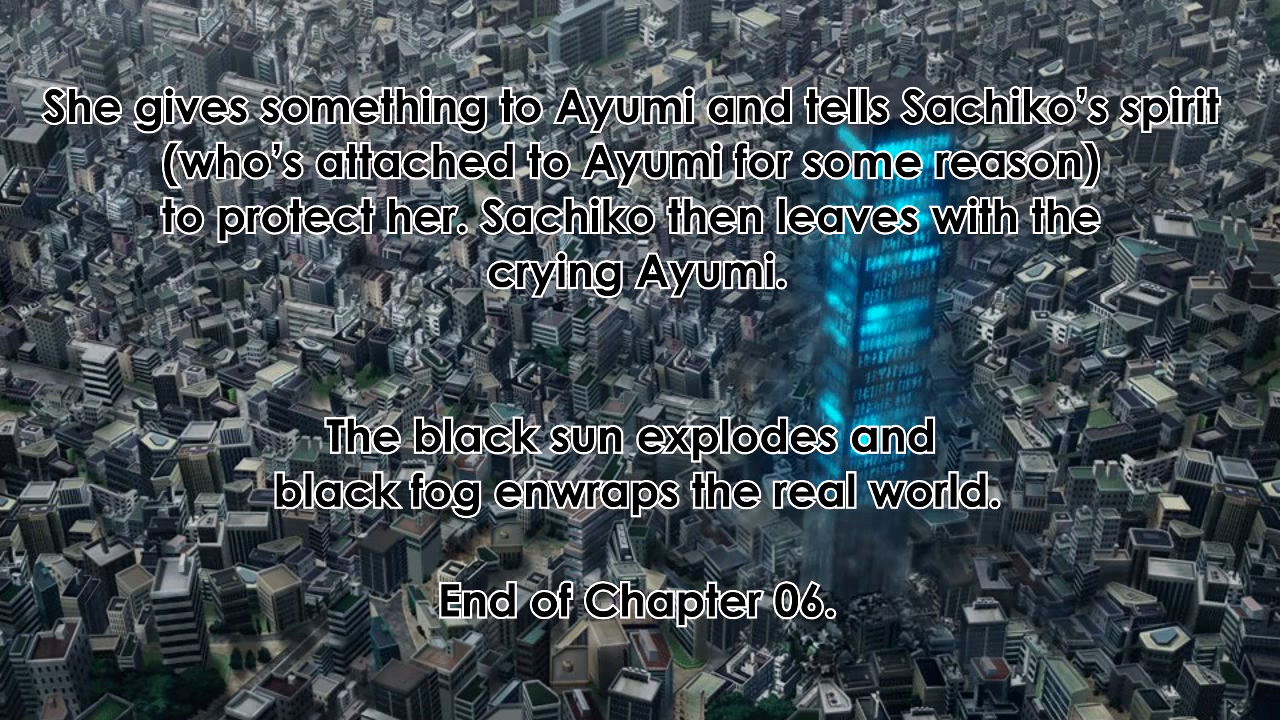 She gives something to Ayumi and tells Sachiko’s spirit
(who’s attached to Ayumi for some reason)
to protect her. Sachiko then leaves with the
crying Ayumi.
The black sun explodes and
black fog enwraps the real world.
End of Chapter 06.